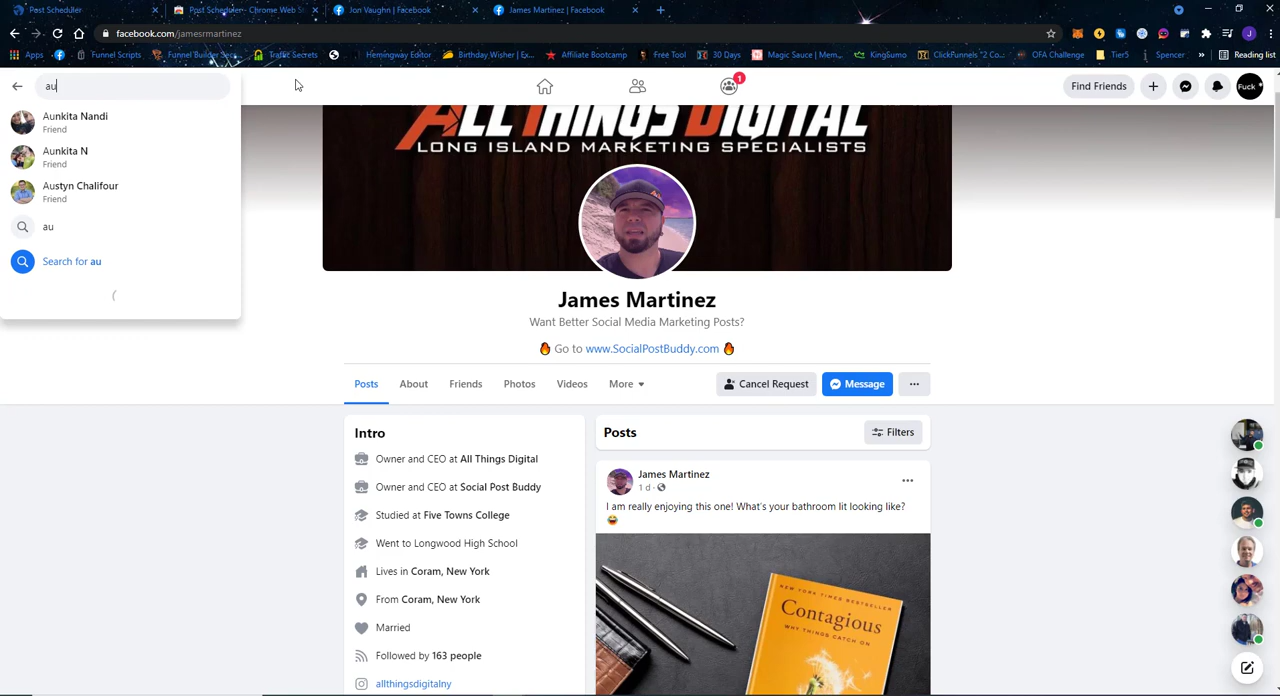 Post Scheduler
Post Scheduler - Chrome Web S
Jon Vaughn | Facebook
James Martinez | Facebook
facebook.com/jamesrmartinez
Apps
Funnel Scripts
Funnel Builder Secr
Traffic Secrets
Hemingway Editor
Birthday Wisher | Ex...
Affiliate Bootcamp
Free Tool
30 Days
Magic Sauce | Mem...
KingSumo
ClickFunnels "2 Co...
OFA Challenge
Tier5
Spencer
»
Reading list
au
1
Find Friends
Fuck
Aunkita Nandi
Friend
Aunkita N
Friend
Austyn Chalifour
Friend
au
Search for au
ALL THINGS DIGITAL
LONG ISLAND MARKETING SPECIALISTS
James Martinez
Want Better Social Media Marketing Posts?
🔥 Go to www.SocialPostBuddy.com 🔥
Posts
About
Friends
Photos
Videos
More
Cancel Request
Message
...
Intro
Owner and CEO at All Things Digital
Owner and CEO at Social Post Buddy
Studied at Five Towns College
Went to Longwood High School
Lives in Coram, New York
From Coram, New York
Married
Followed by 163 people
allthingsdigitalny
Posts
Filters
James Martinez
1 d ·
...
I am really enjoying this one! What's your bathroom lit looking like?
😂
NEW YORK TIMES BESTSELLER
Contagious
WHY THINGS CATCH ON